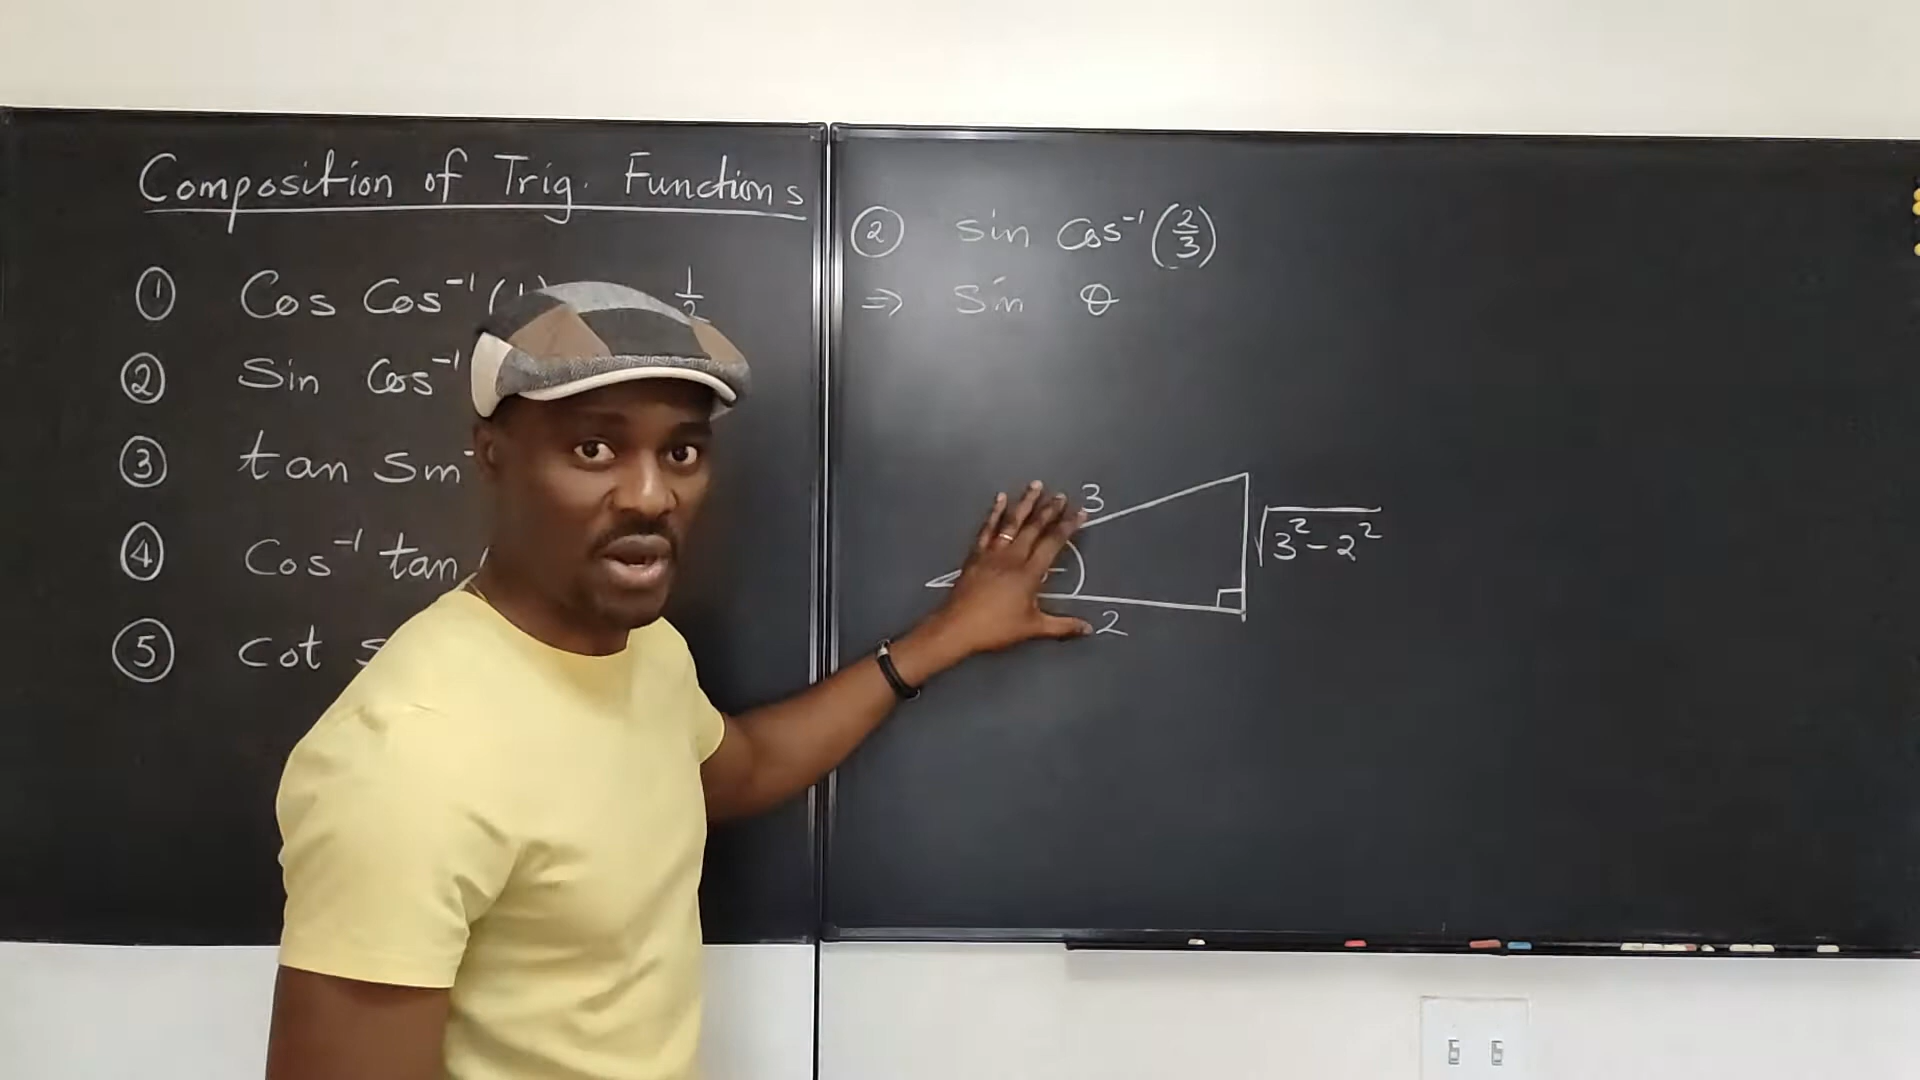 Composition of Trig. Functions
① Cos Cos⁻¹ ( 1/2
② Sin Cos⁻¹
③ tan Sin⁻
④ Cos⁻¹ tan
⑤ Cot
② Sin Cos⁻¹ (2/3)
⇒ Sin θ
3
√3²-2²
2